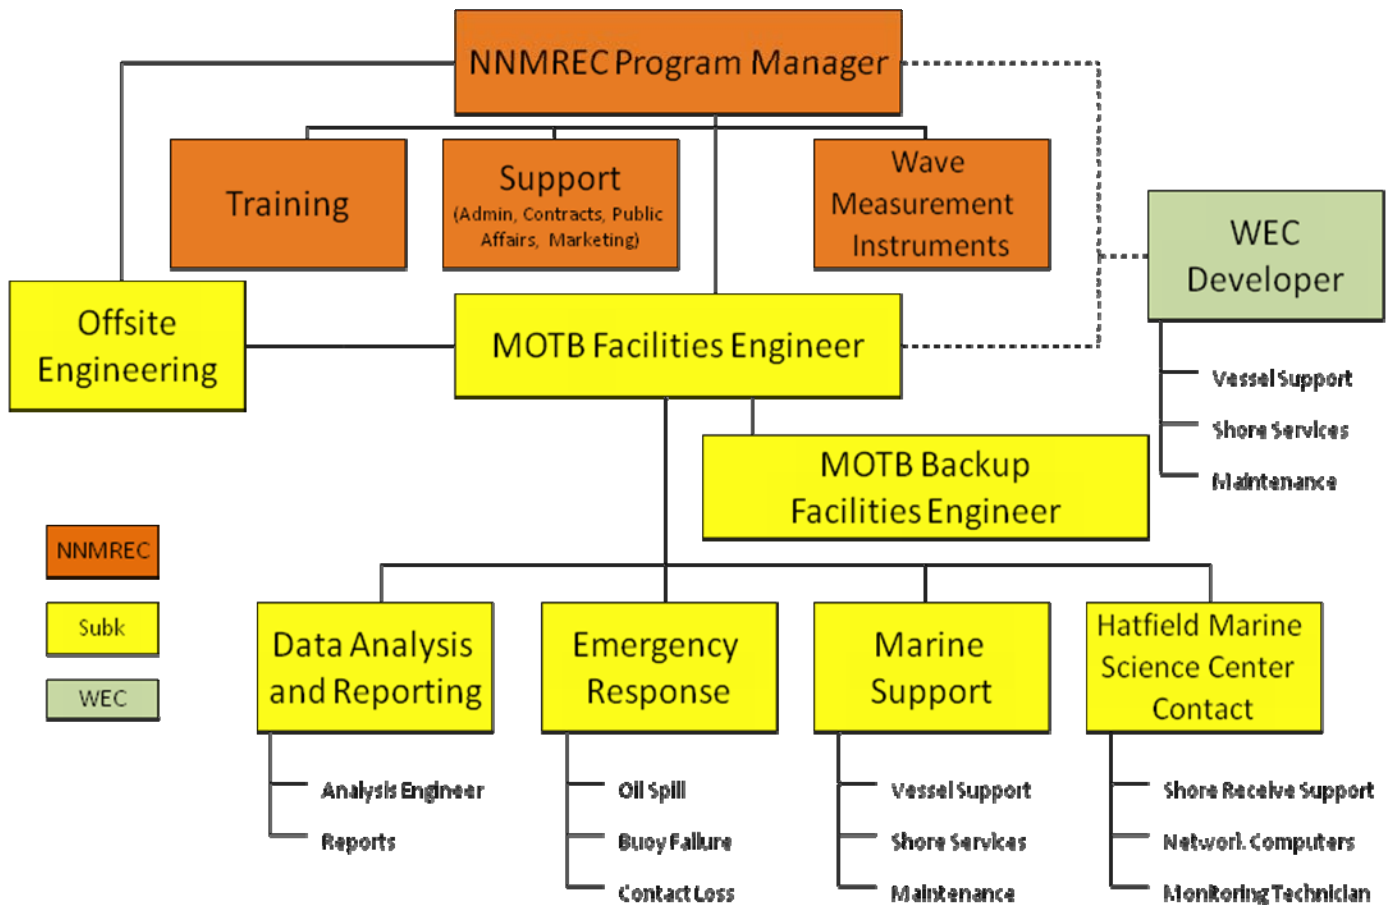 NNMREC Program Manager
Training
Support
(Admin, Contracts, Public
Affairs, Marketing)
Wave
Measurement
Instruments
WEC
Developer
Vessel Support
Shore Services
Maintenance
Offsite
Engineering
MOTB Facilities Engineer
MOTB Backup
Facilities Engineer
NNMREC
Subk
WEC
Data Analysis
and Reporting
Analysis Engineer
Reports
Emergency
Response
Oil Spill
Buoy Failure
Contact Loss
Marine
Support
Vessel Support
Shore Services
Maintenance
Hatfield Marine
Science Center
Contact
Shore Receive Support
Network Computers
Monitoring Technician